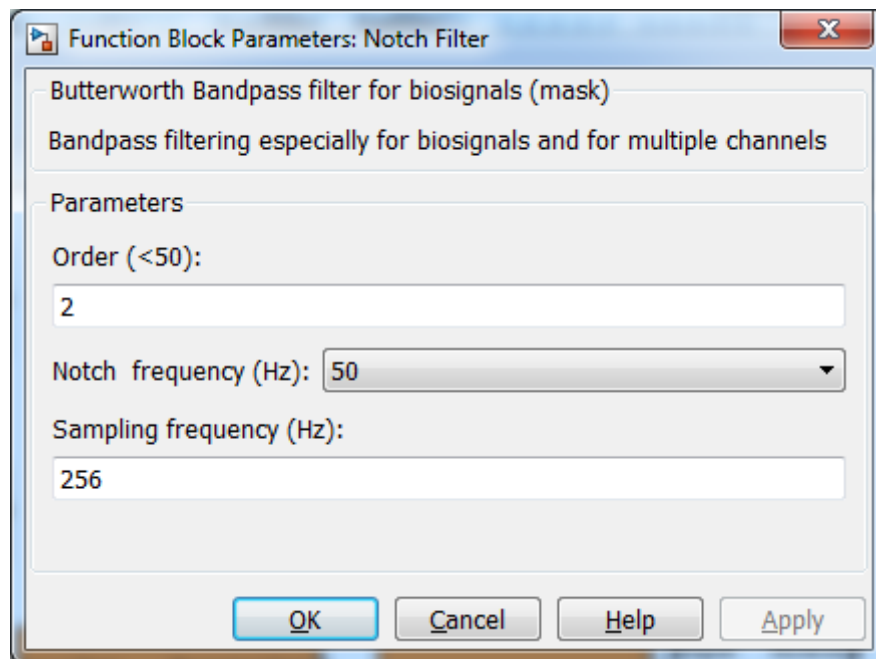 Function Block Parameters: Notch Filter
Butterworth Bandpass filter for biosignals (mask)
Bandpass filtering especially for biosignals and for multiple channels
Parameters
Order (<50):
2
Notch frequency (Hz): 50
Sampling frequency (Hz):
256
OK Cancel Help Apply